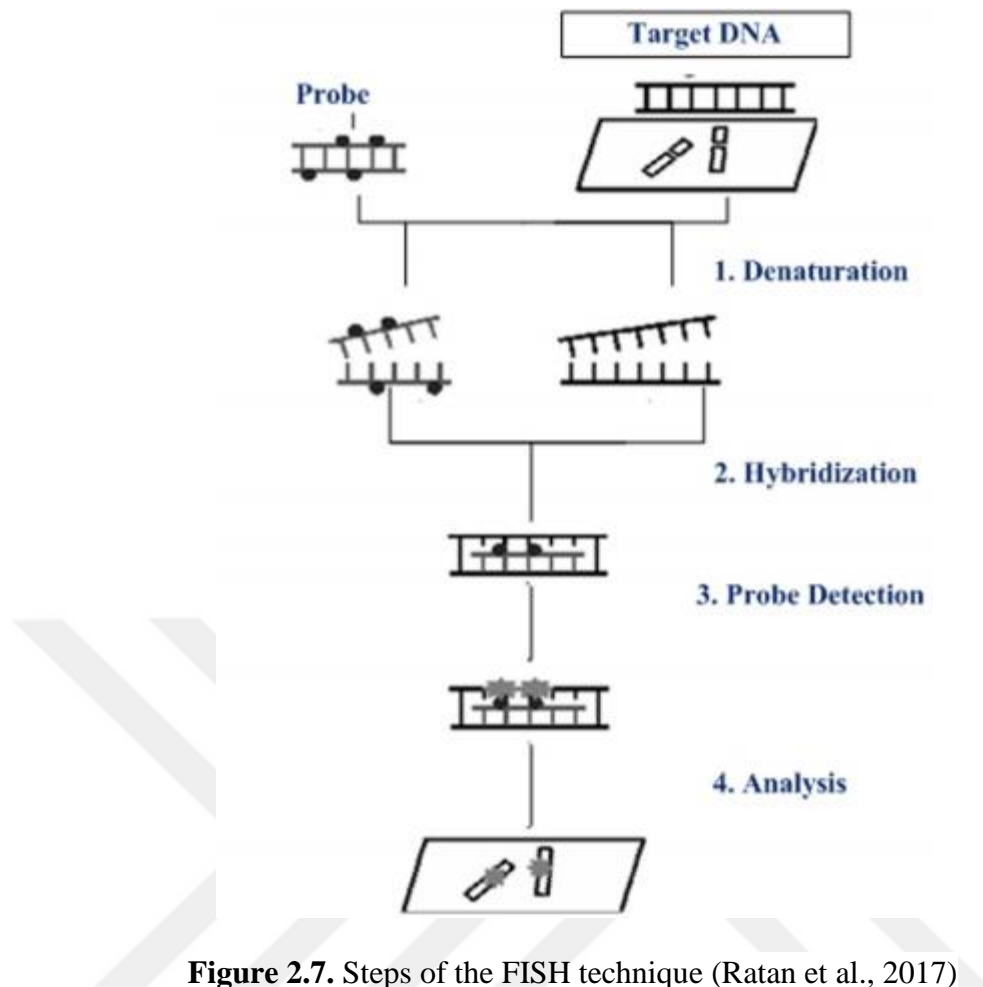 Target DNA
Probe
1. Denaturation
2. Hybridization
3. Probe Detection
4. Analysis
Figure 2.7. Steps of the FISH technique (Ratan et al., 2017)